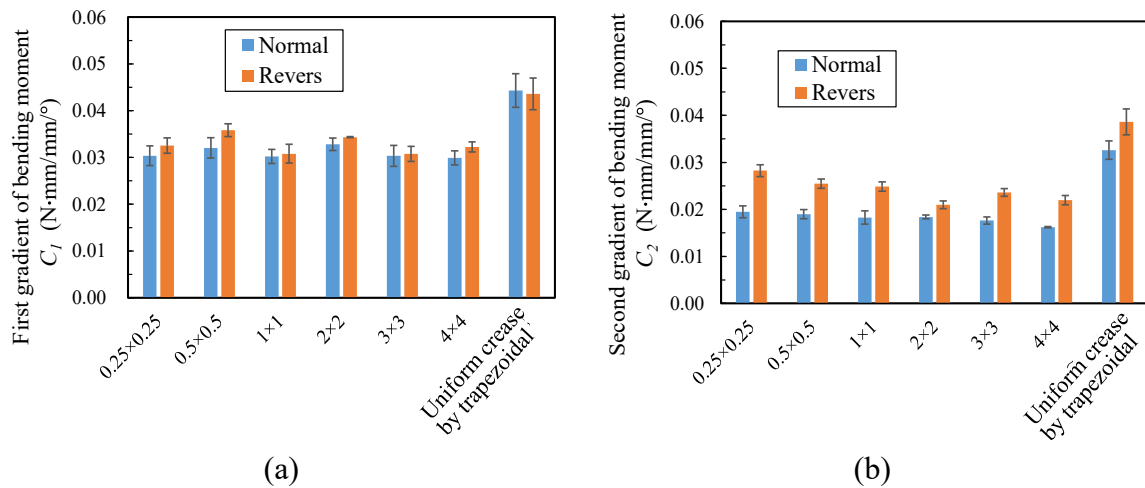 First gradient of bending moment
C1 (N·mm/mm/°)
0.06
0.05
0.04
0.03
0.02
0.01
0.00
Normal
Revers
0.25×0.25
0.5×0.5
1×1
2×2
3×3
4×4
Uniform crease
by trapezoidal
(a)
Second gradient of bending moment
C2 (N·mm/mm/°)
0.06
0.05
0.04
0.03
0.02
0.01
0.00
Normal
Revers
0.25×0.25
0.5×0.5
1×1
2×2
3×3
4×4
Uniform crease
by trapezoidal
(b)